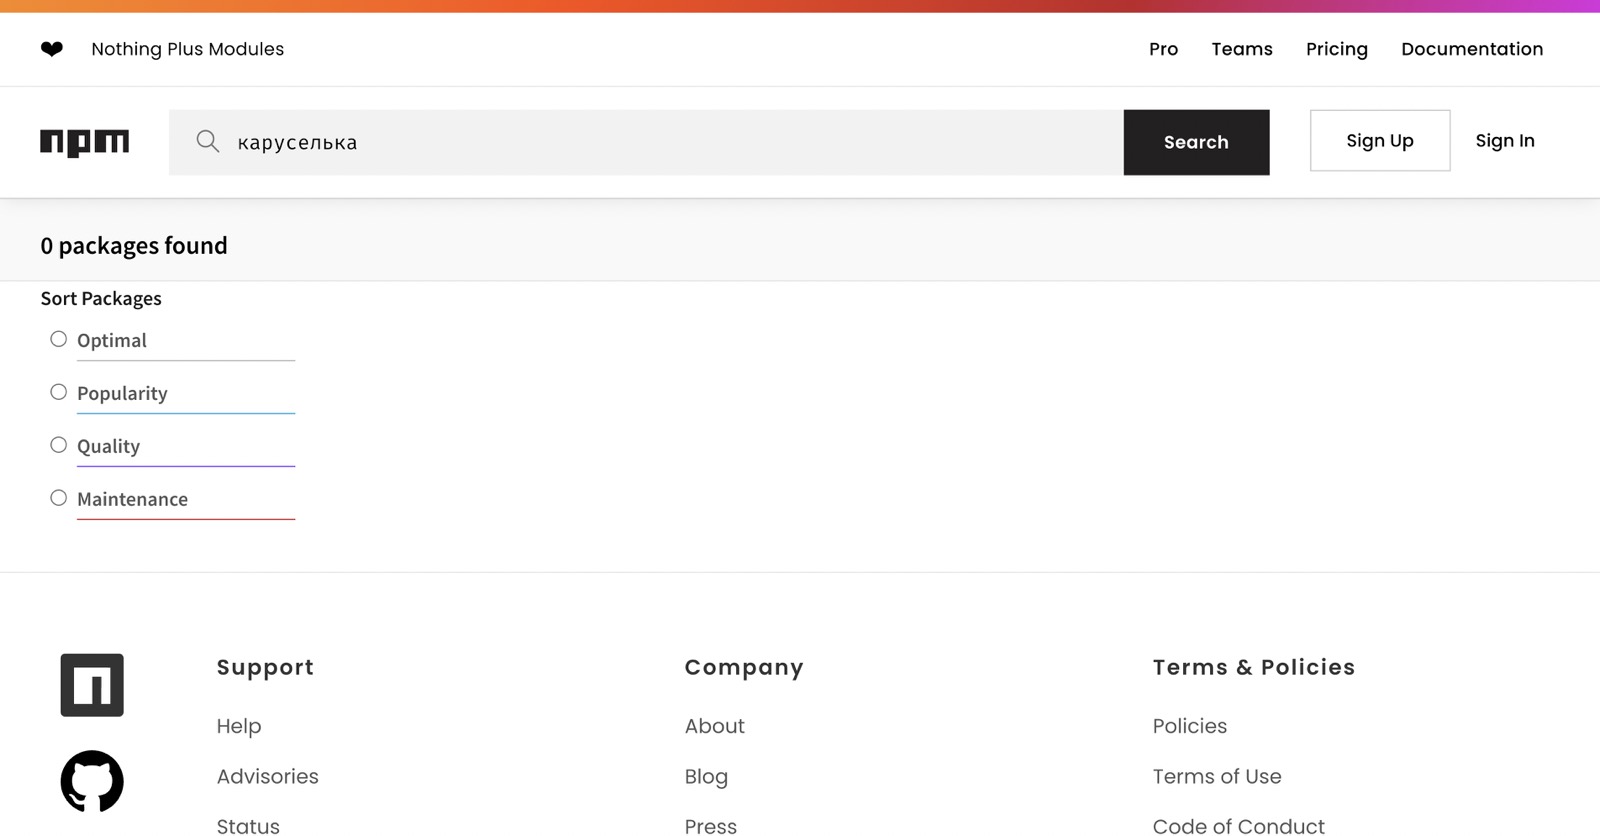 ❤ Nothing Plus Modules
Pro Teams Pricing Documentation
npm
каруселька
Search
Sign Up
Sign In
0 packages found
Sort Packages
Optimal
Popularity
Quality
Maintenance
Support
Help
Advisories
Status
Company
About
Blog
Press
Terms & Policies
Policies
Terms of Use
Code of Conduct